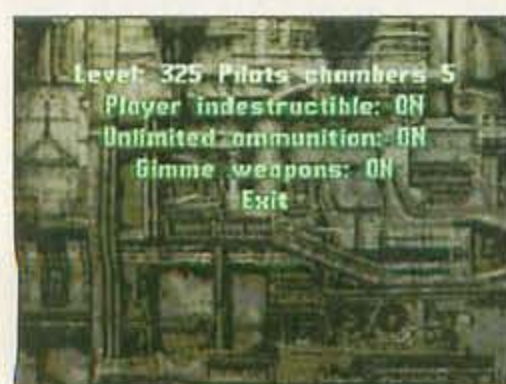 Level: 325 Pilots chambers 5
Player indestructible: ON
Unlimited ammunition: ON
Gimme weapons: ON
Exit